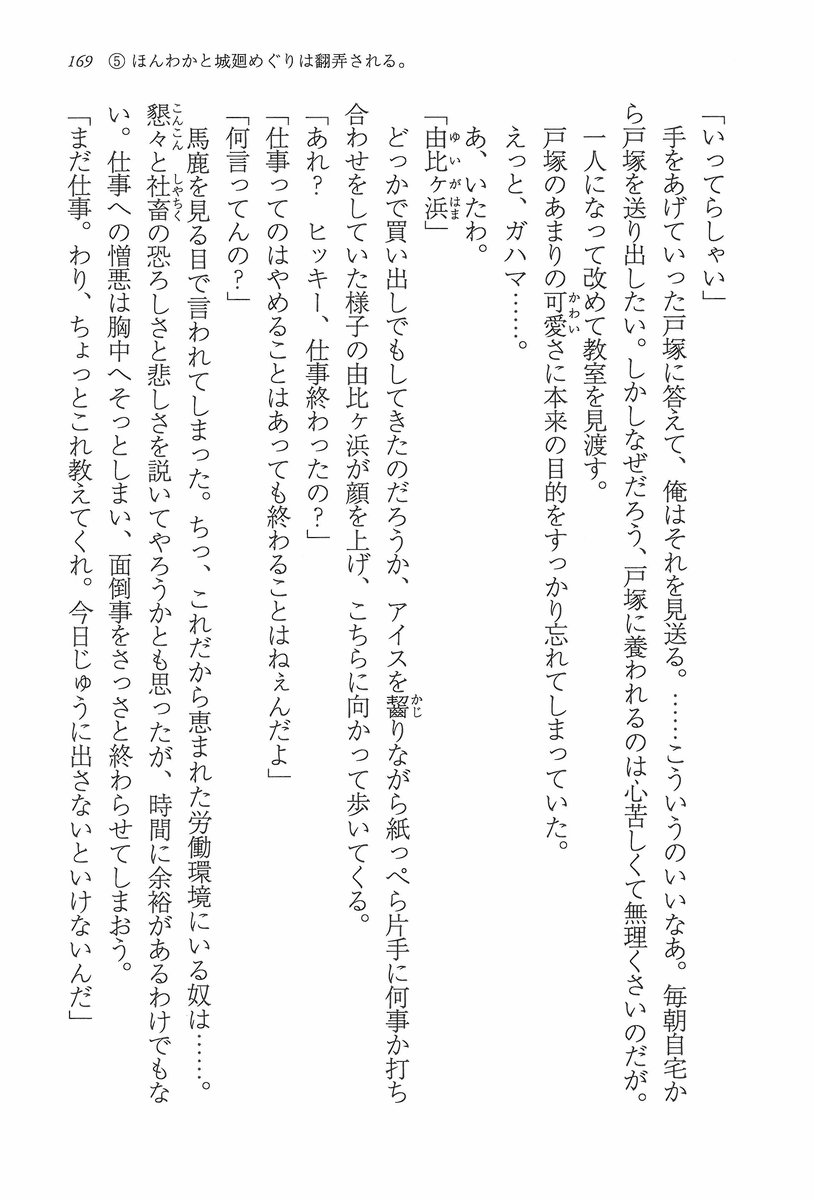 169 ⑤ ほんわかと城廻めぐりは翻弄される。
「いってらしゃい」
　手をあげていった戸塚に答えて、俺はそれを見送る。……こういうのいいなあ。毎朝自宅か
ら戸塚を送り出したい。しかしなぜだろう、戸塚に養われるのは心苦しくて無理くさいのだが。
　一人になって改めて教室を見渡す。
　戸塚のあまりの可愛さに本来の目的をすっかり忘れてしまっていた。
　えっと、ガハマ……。
　あ、いたわ。
「由比ヶ浜」
　どっかで買い出しでもしてきたのだろうか、アイスを齧りながら紙っぺら片手に何事か打ち
合わせをしていた様子の由比ヶ浜が顔を上げ、こちらに向かって歩いてくる。
「あれ？　ヒッキー、仕事終わったの？」
「仕事ってのはやめることはあっても終わることはねぇんだよ」
「何言ってんの？」
　馬鹿を見る目で言われてしまった。ちっ、これだから恵まれた労働環境にいる奴は……。
懇々と社畜の恐ろしさと悲しさを説いてやろうかとも思ったが、時間に余裕があるわけでもな
い。仕事への憎悪は胸中へそっとしまい、面倒事をさっさと終わらせてしまおう。
「まだ仕事。わり、ちょっとこれ教えてくれ。今日じゅうに出さないといけないんだ」